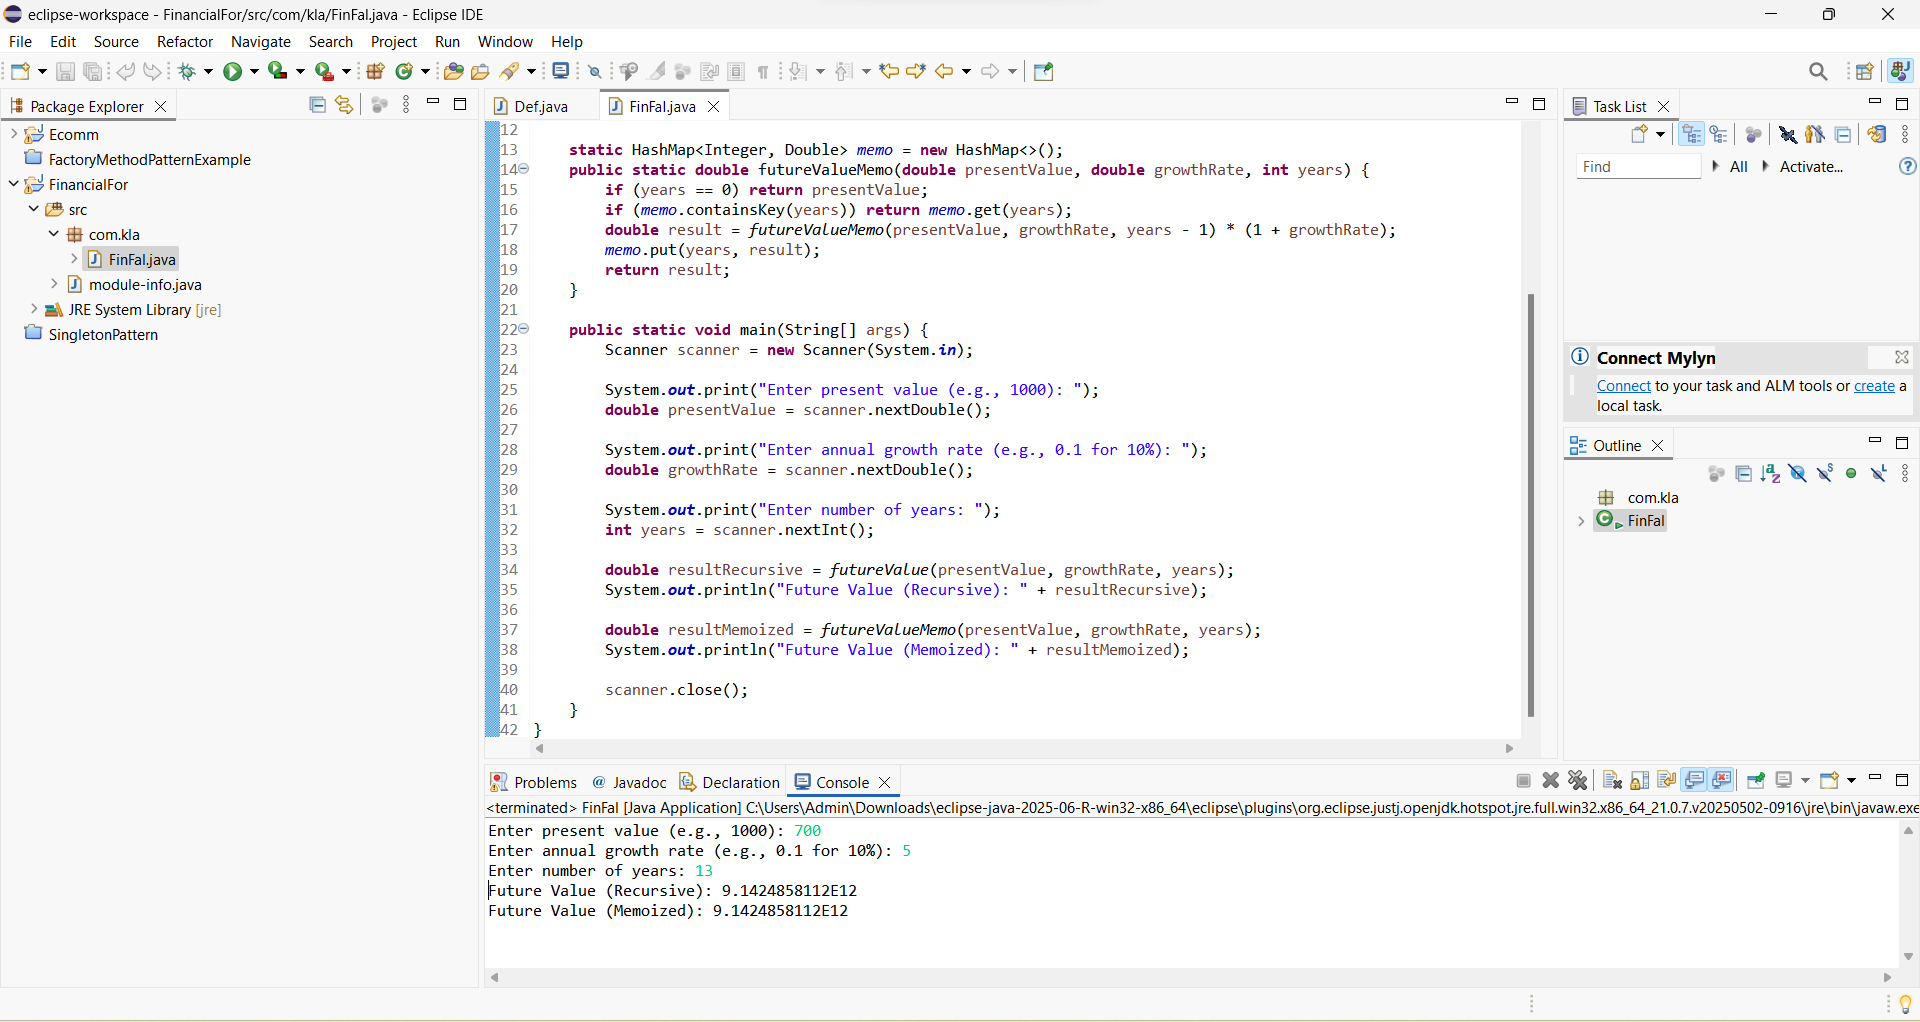 eclipse-workspace - FinancialFor/src/com/kla/FinFal.java - Eclipse IDE
File Edit Source Refactor Navigate Search Project Run Window Help
Package Explorer
Ecomm
FactoryMethodPatternExample
FinancialFor
src
com.kla
FinFal.java
module-info.java
JRE System Library [jre]
SingletonPattern
Def.java
FinFal.java
12
13 static HashMap<Integer, Double> memo = new HashMap<>();
14 public static double futureValueMemo(double presentValue, double growthRate, int years) {
15 if (years == 0) return presentValue;
16 if (memo.containsKey(years)) return memo.get(years);
17 double result = futureValueMemo(presentValue, growthRate, years - 1) * (1 + growthRate);
18 memo.put(years, result);
19 return result;
20 }
21
22 public static void main(String[] args) {
23 Scanner scanner = new Scanner(System.in);
24
25 System.out.print("Enter present value (e.g., 1000): ");
26 double presentValue = scanner.nextDouble();
27
28 System.out.print("Enter annual growth rate (e.g., 0.1 for 10%): ");
29 double growthRate = scanner.nextDouble();
30
31 System.out.print("Enter number of years: ");
32 int years = scanner.nextInt();
33
34 double resultRecursive = futureValue(presentValue, growthRate, years);
35 System.out.println("Future Value (Recursive): " + resultRecursive);
36
37 double resultMemoized = futureValueMemo(presentValue, growthRate, years);
38 System.out.println("Future Value (Memoized): " + resultMemoized);
39
40 scanner.close();
41 }
42 }
Task List
Find All Activate...
Connect Mylyn
Connect to your task and ALM tools or create a
local task.
Outline
com.kla
FinFal
Problems Javadoc Declaration Console
<terminated> FinFal [Java Application] C:\Users\Admin\Downloads\eclipse-java-2025-06-R-win32-x86_64\eclipse\plugins\org.eclipse.justj.openjdk.hotspot.jre.full.win32.x86_64_21.0.7.v20250502-0916\jre\bin\javaw.exe
Enter present value (e.g., 1000): 700
Enter annual growth rate (e.g., 0.1 for 10%): 5
Enter number of years: 13
Future Value (Recursive): 9.1424858112E12
Future Value (Memoized): 9.1424858112E12